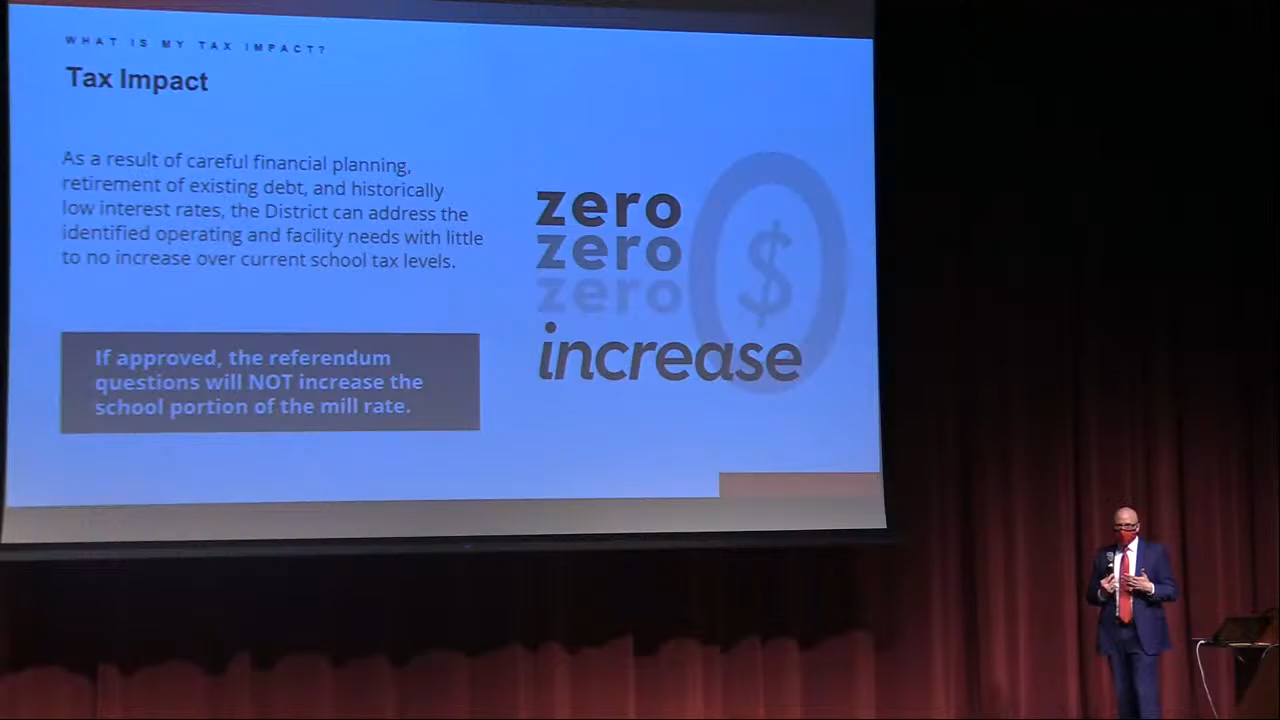 WHAT IS MY TAX IMPACT?
Tax Impact
As a result of careful financial planning,
retirement of existing debt, and historically
low interest rates, the District can address the
identified operating and facility needs with little
to no increase over current school tax levels.
If approved, the referendum
questions will NOT increase the
school portion of the mill rate.
zero
zero
zero
increase
0
$